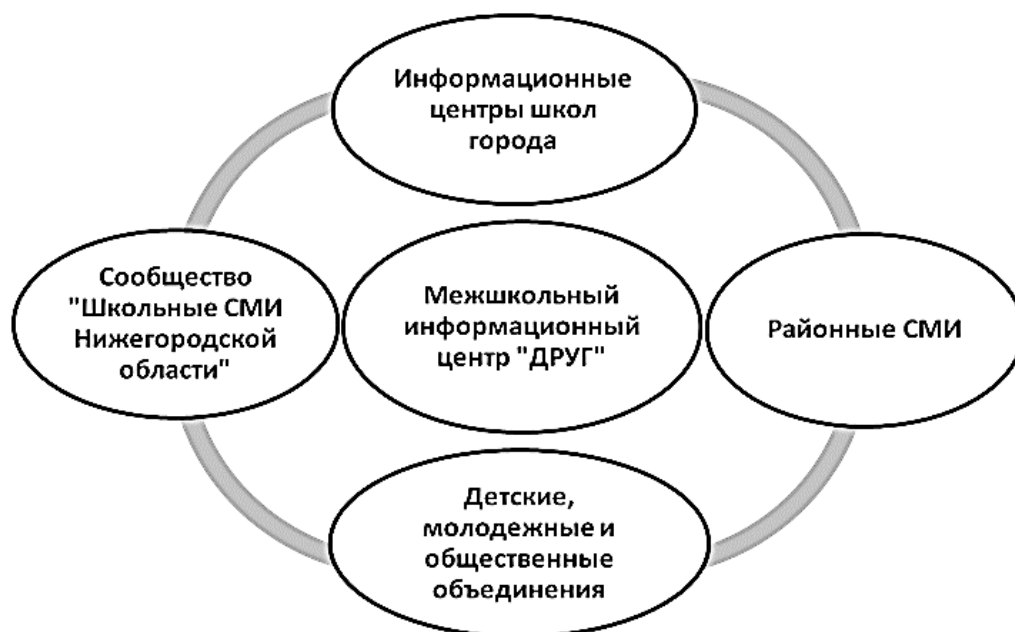 Информационные
центры школ
города
Сообщество
"Школьные СМИ
Нижегородской
области"
Межшкольный
информационный
центр "ДРУГ"
Районные СМИ
Детские,
молодежные и
общественные
объединения